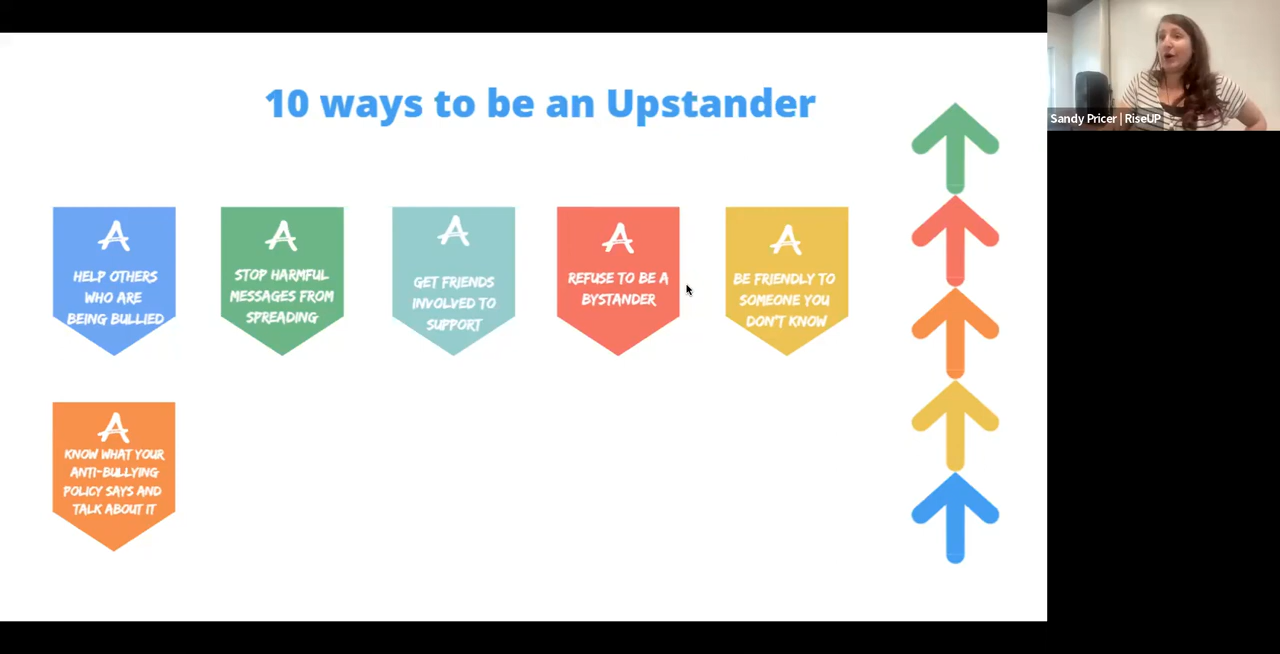 10 ways to be an Upstander
Sandy Pricer | RiseUP
A
HELP OTHERS
WHO ARE
BEING BULLIED
A
STOP HARMFUL
MESSAGES FROM
SPREADING
A
GET FRIENDS
INVOLVED TO
SUPPORT
A
REFUSE TO BE A
BYSTANDER
A
BE FRIENDLY TO
SOMEONE YOU
DON'T KNOW
A
KNOW WHAT YOUR
ANTI-BULLYING
POLICY SAYS AND
TALK ABOUT IT